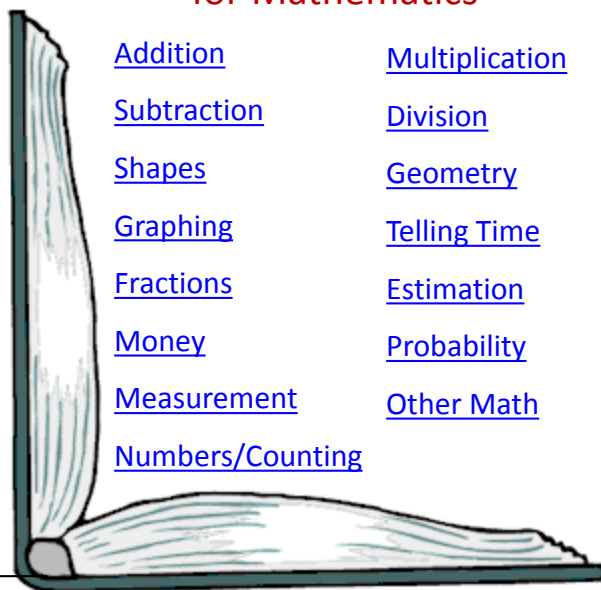 for Mathematics
Addition
Subtraction
Shapes
Graphing
Fractions
Money
Measurement
Numbers/Counting
Multiplication
Division
Geometry
Telling Time
Estimation
Probability
Other Math